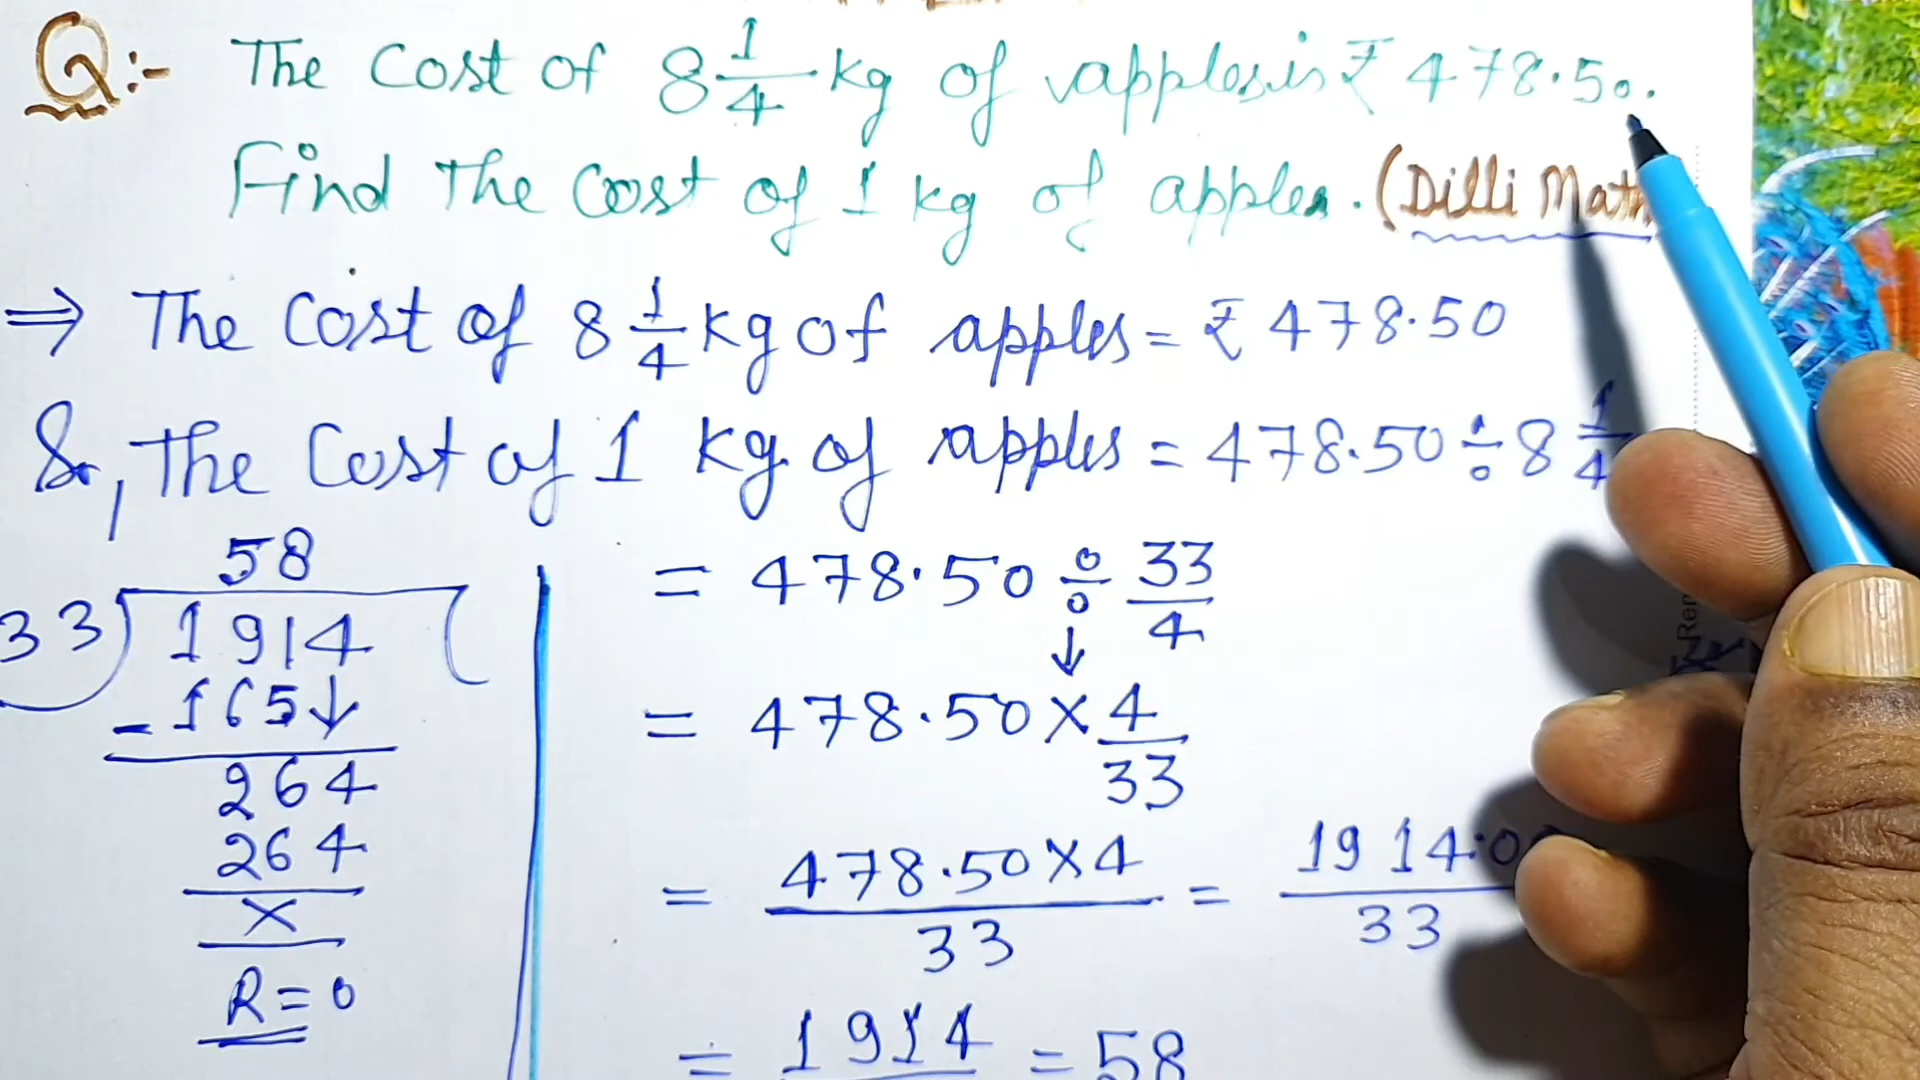 Q:- The cost of 8 1/4 kg of apples is ₹ 478.50.
Find the cost of 1 kg of apples. (Dilli Math
⇒ The cost of 8 1/4 kg of apples = ₹ 478.50
So, The cost of 1 kg of apples = 478.50 ÷ 8 1/4
= 478.50 ÷ 33/4
↓
= 478.50 × 4/33
= 478.50×4/33 = 1914.00/33
= 1914 = 58
58
33) 1914 (
- 165↓
264
264
×
R = 0